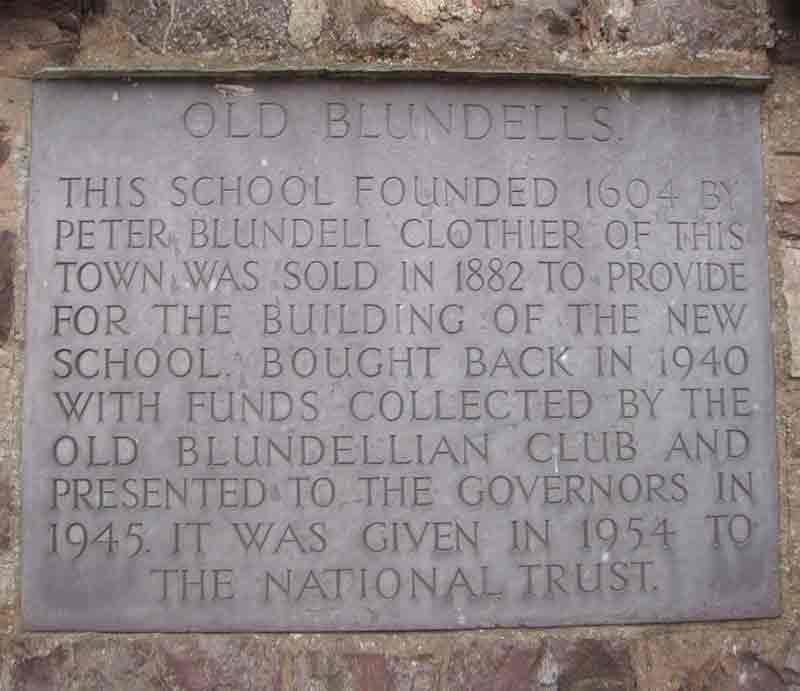 OLD BLUNDELLS.
THIS SCHOOL FOUNDED 1604 BY
PETER BLUNDELL CLOTHIER OF THIS
TOWN WAS SOLD IN 1882 TO PROVIDE
FOR THE BUILDING OF THE NEW
SCHOOL. BOUGHT BACK IN 1940
WITH FUNDS COLLECTED BY THE
OLD BLUNDELLIAN CLUB AND
PRESENTED TO THE GOVERNORS IN
1945. IT WAS GIVEN IN 1954 TO
THE NATIONAL TRUST.